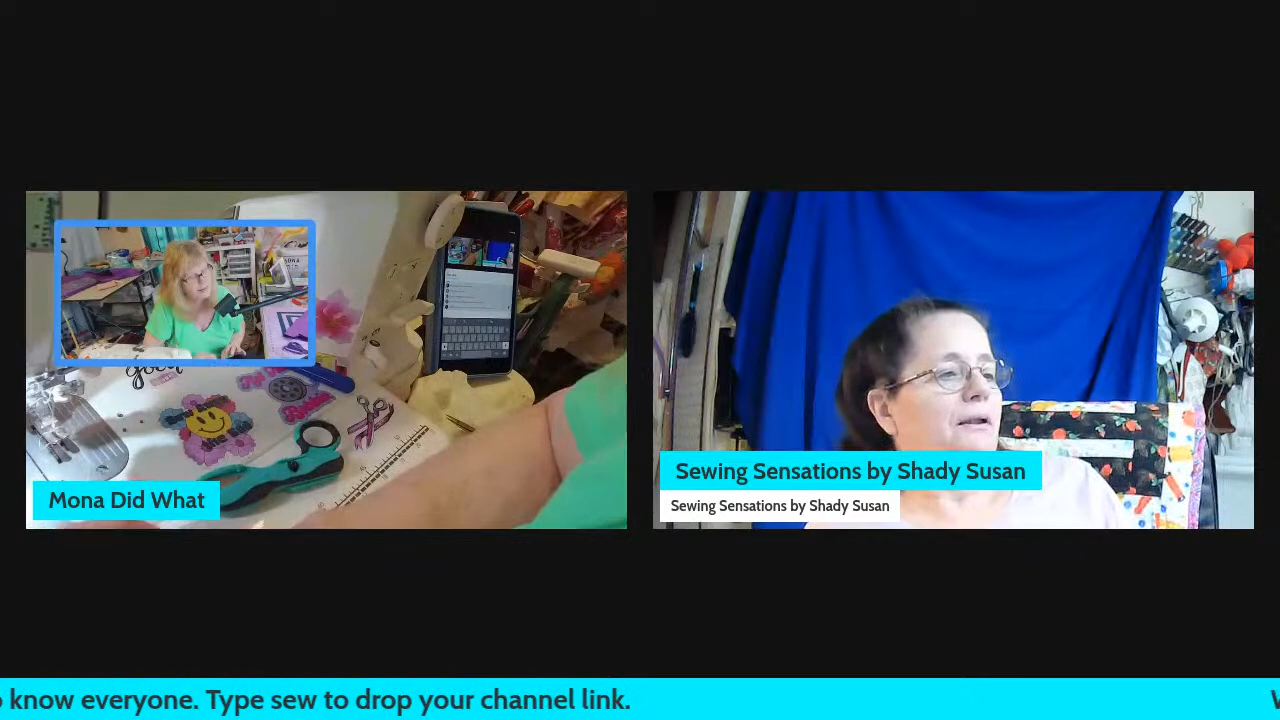 goen
Mona Did What
Sewing Sensations by Shady Susan
Sewing Sensations by Shady Susan
know everyone. Type sew to drop your channel link.